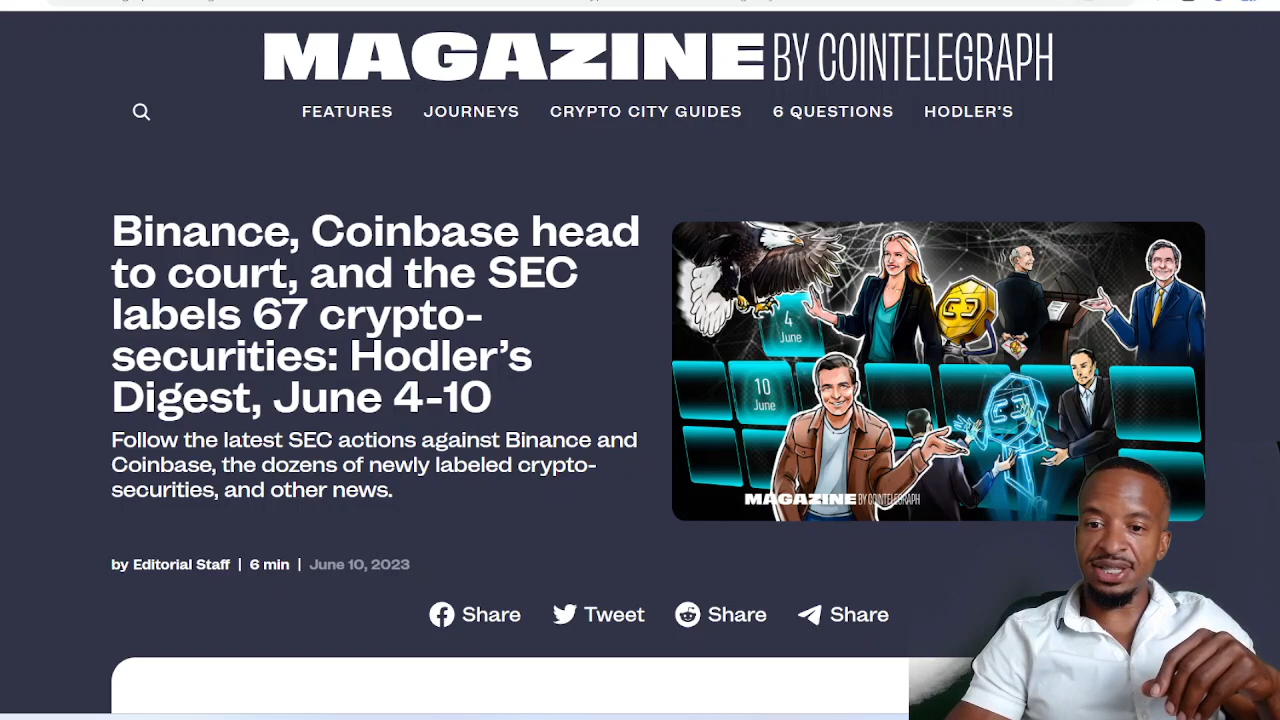 MAGAZINE BY COINTELEGRAPH
FEATURES JOURNEYS CRYPTO CITY GUIDES 6 QUESTIONS HODLER'S
Binance, Coinbase head
to court, and the SEC
labels 67 crypto-
securities: Hodler’s
Digest, June 4-10
Follow the latest SEC actions against Binance and
Coinbase, the dozens of newly labeled crypto-
securities, and other news.
by Editorial Staff | 6 min | June 10, 2023
4
June
10
June
MAGAZINE BY COINTELEGRAPH
Share Tweet Share Share